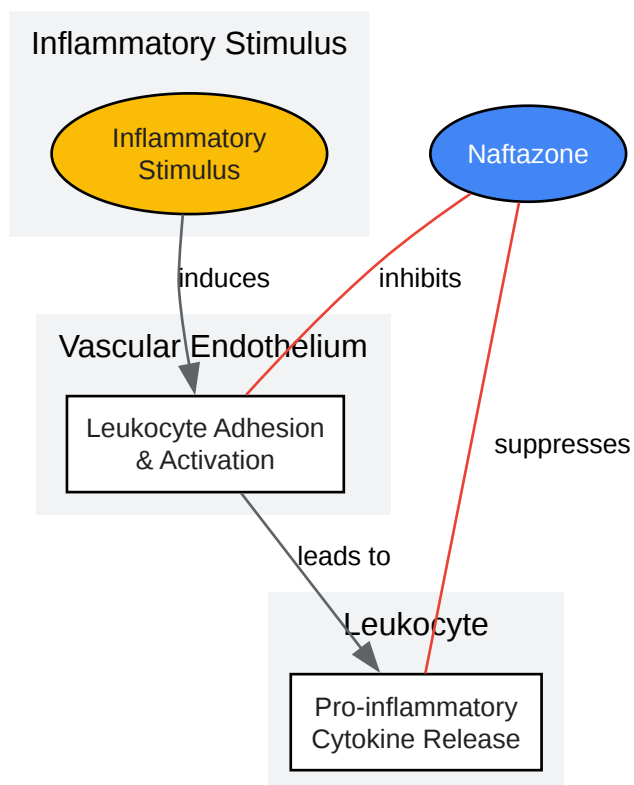 Inflammatory Stimulus
Inflammatory
Stimulus
Naftazone
induces
inhibits
Vascular Endothelium
Leukocyte Adhesion
& Activation
suppresses
leads to
Leukocyte
Pro-inflammatory
Cytokine Release